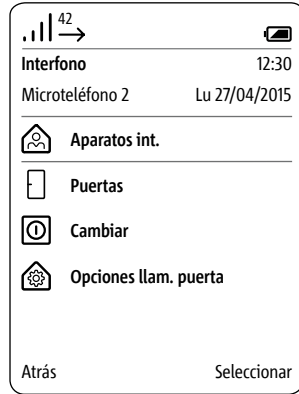 42
Interfono 12:30
Microteléfono 2 Lu 27/04/2015
Aparatos int.
Puertas
Cambiar
Opciones llam. puerta
Atrás Seleccionar